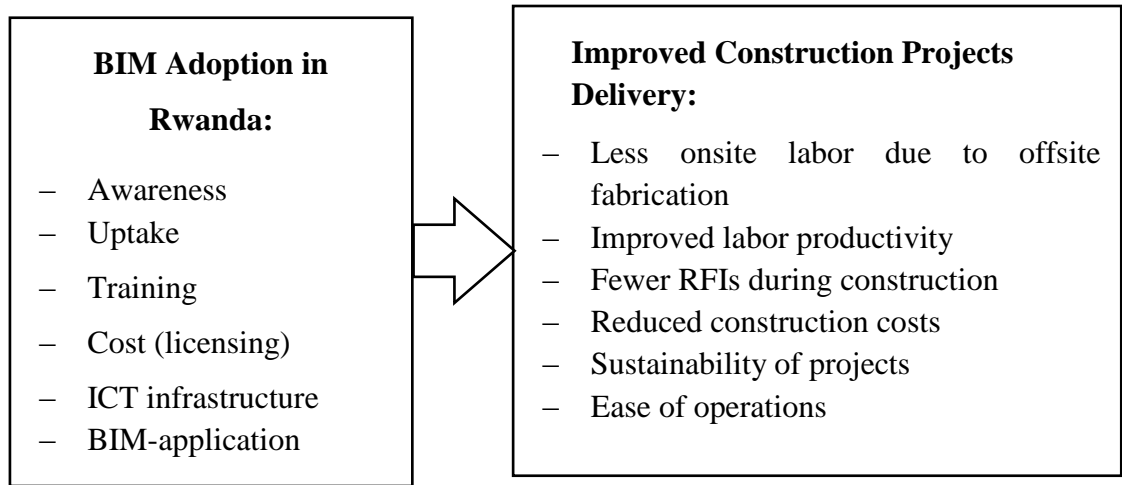 BIM Adoption in
Rwanda:
– Awareness
– Uptake
– Training
– Cost (licensing)
– ICT infrastructure
– BIM-application
Improved Construction Projects
Delivery:
– Less onsite labor due to offsite
fabrication
– Improved labor productivity
– Fewer RFIs during construction
– Reduced construction costs
– Sustainability of projects
– Ease of operations